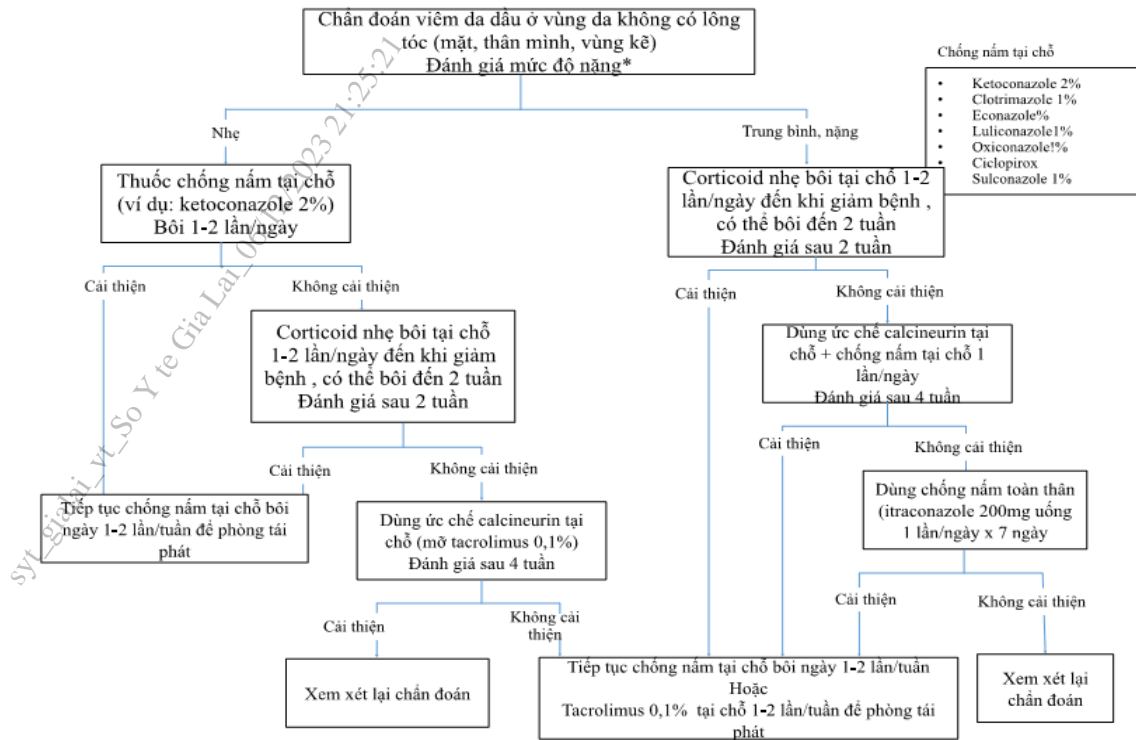 Chẩn đoán viêm da dầu ở vùng da không có lông
tóc (mặt, thân mình, vùng kẽ)
Đánh giá mức độ nặng*
Chống nấm tại chỗ
• Ketoconazole 2%
• Clotrimazole 1%
• Econazole%
• Luliconazole1%
• Oxiconazole!%
• Ciclopirox
Sulconazole 1%
Nhẹ
Trung bình, nặng
Thuốc chống nấm tại chỗ
(ví dụ: ketoconazole 2%)
Bôi 1-2 lần/ngày
Corticoid nhẹ bôi tại chỗ 1-2
lần/ngày đến khi giảm bệnh ,
có thể bôi đến 2 tuần
Đánh giá sau 2 tuần
Cải thiện
Không cải thiện
Cải thiện
Không cải thiện
Corticoid nhẹ bôi tại chỗ
1-2 lần/ngày đến khi giảm
bệnh , có thể bôi đến 2 tuần
Đánh giá sau 2 tuần
Dùng ức chế calcineurin tại
chỗ + chống nấm tại chỗ 1
lần/ngày
Đánh giá sau 4 tuần
Cải thiện
Không cải thiện
Cải thiện
Không cải thiện
Tiếp tục chống nấm tại chỗ bôi
ngày 1-2 lần/tuần để phòng tái
phát
Dùng ức chế calcineurin tại
chỗ (mỡ tacrolimus 0,1%)
Đánh giá sau 4 tuần
Dùng chống nấm toàn thân
(itraconazole 200mg uống
1 lần/ngày x 7 ngày
Cải thiện
Không cải
thiện
Cải thiện
Không cải thiện
Xem xét lại chẩn đoán
Tiếp tục chống nấm tại chỗ bôi ngày 1-2 lần/tuần
Hoặc
Tacrolimus 0,1% tại chỗ 1-2 lần/tuần để phòng tái
phát
Xem xét lại
chẩn đoán
syt_gialai_vt_So Y te Gia Lai_06/12/2023 21:25:21